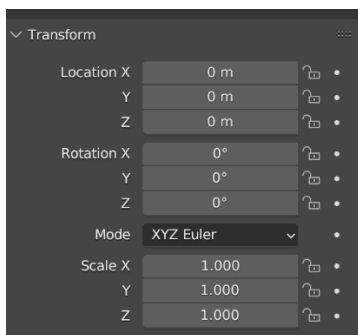 Transform
Location X 0 m
Y 0 m
Z 0 m
Rotation X 0°
Y 0°
Z 0°
Mode XYZ Euler
Scale X 1.000
Y 1.000
Z 1.000